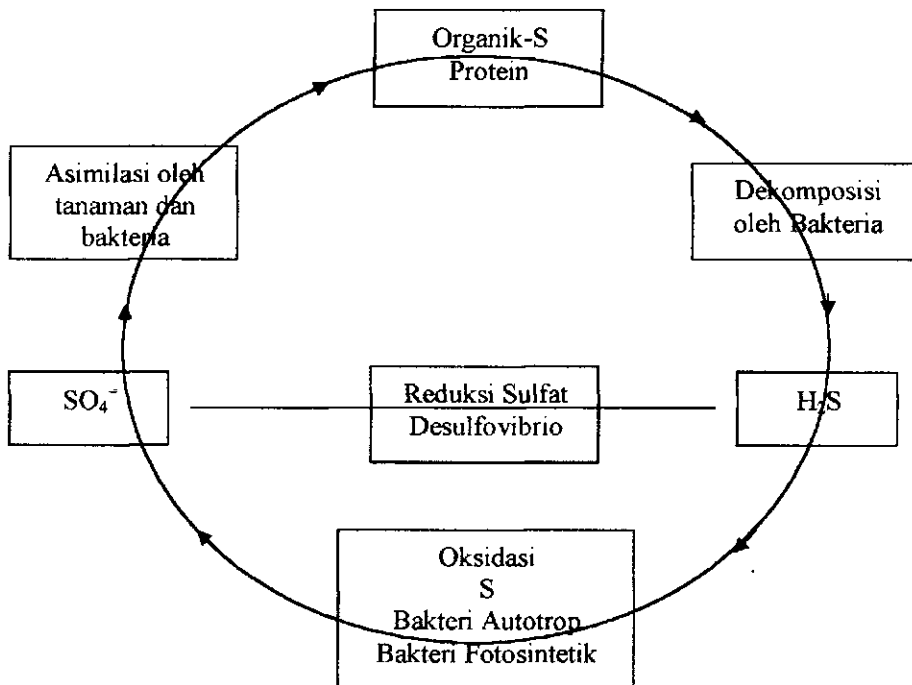 Organik-S
Protein
Asimilasi oleh
tanaman dan
bakteria
Dekomposisi
oleh Bakteria
SO₄⁼
Reduksi Sulfat
Desulfovibrio
H₂S
Oksidasi
S
Bakteri Autotrop
Bakteri Fotosintetik